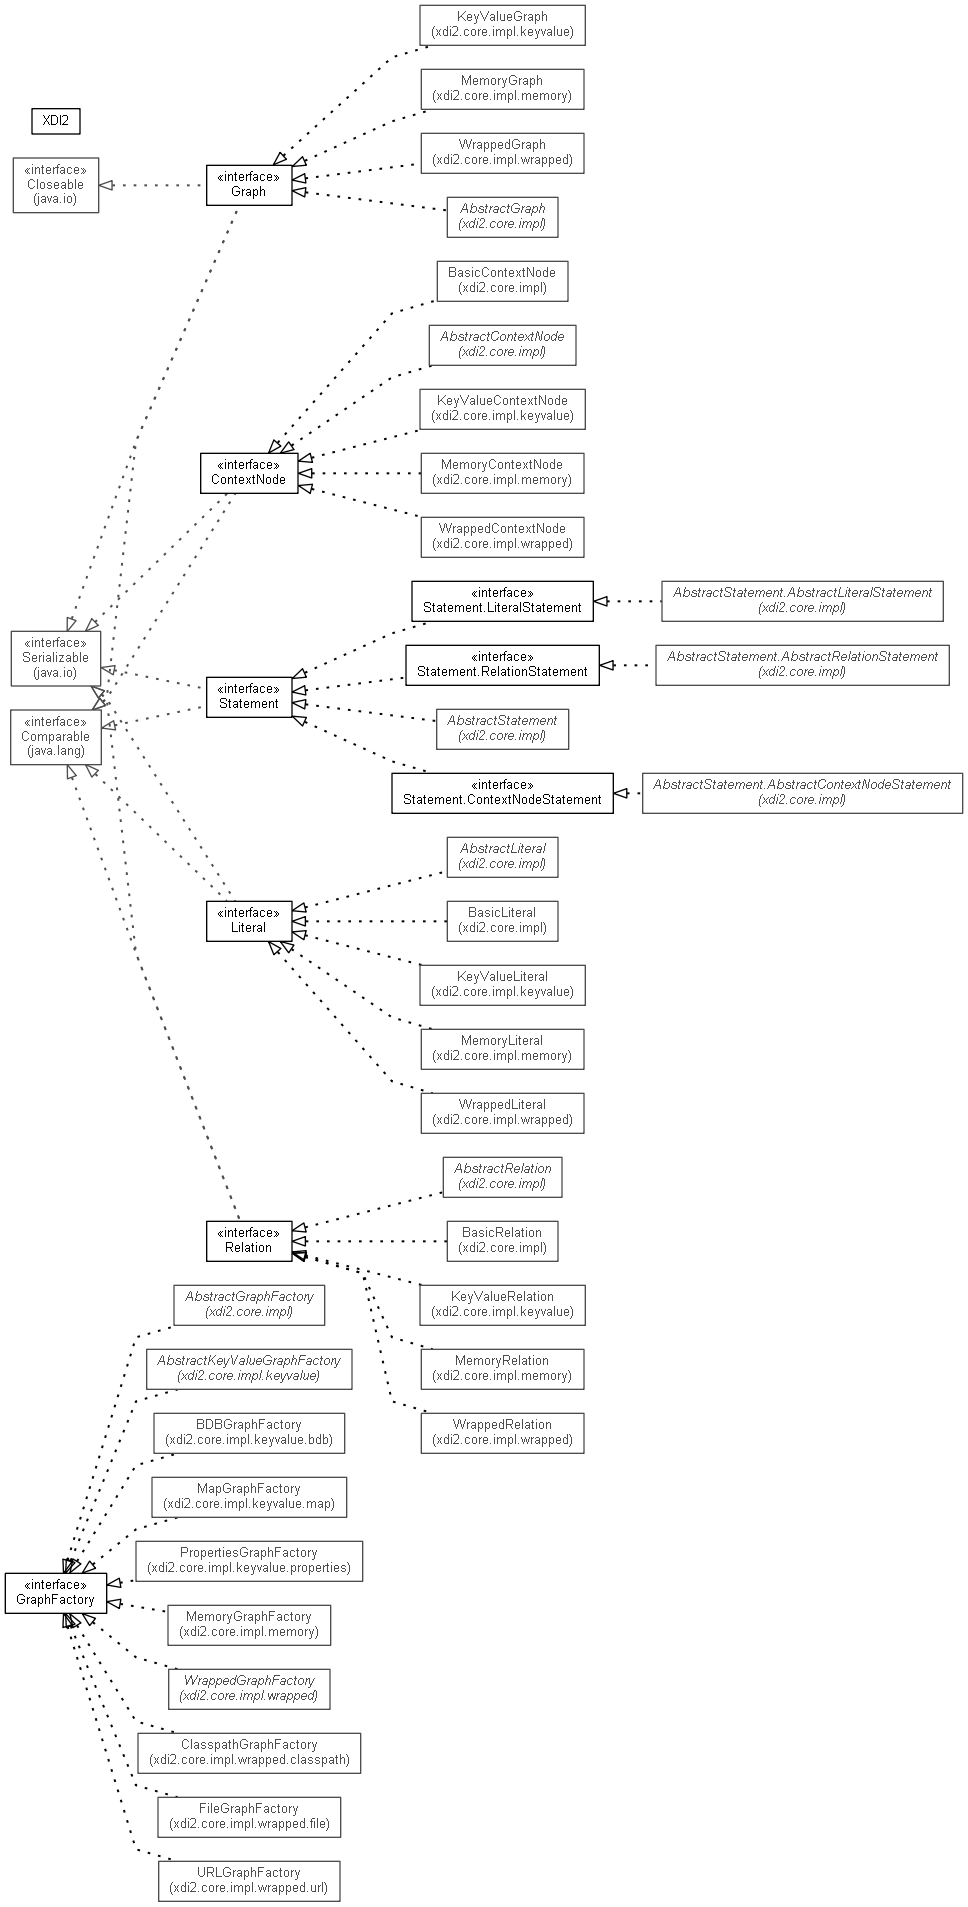 KeyValueGraph
(xdi2.core.impl.keyvalue)
MemoryGraph
(xdi2.core.impl.memory)
XDI2
WrappedGraph
(xdi2.core.impl.wrapped)
«interface»
Closeable
(java.io)
«interface»
Graph
AbstractGraph
(xdi2.core.impl)
BasicContextNode
(xdi2.core.impl)
AbstractContextNode
(xdi2.core.impl)
KeyValueContextNode
(xdi2.core.impl.keyvalue)
«interface»
ContextNode
MemoryContextNode
(xdi2.core.impl.memory)
WrappedContextNode
(xdi2.core.impl.wrapped)
«interface»
Statement.LiteralStatement
AbstractStatement.AbstractLiteralStatement
(xdi2.core.impl)
«interface»
Serializable
(java.io)
«interface»
Statement.RelationStatement
AbstractStatement.AbstractRelationStatement
(xdi2.core.impl)
«interface»
Statement
«interface»
Comparable
(java.lang)
AbstractStatement
(xdi2.core.impl)
«interface»
Statement.ContextNodeStatement
AbstractStatement.AbstractContextNodeStatement
(xdi2.core.impl)
AbstractLiteral
(xdi2.core.impl)
«interface»
Literal
BasicLiteral
(xdi2.core.impl)
KeyValueLiteral
(xdi2.core.impl.keyvalue)
MemoryLiteral
(xdi2.core.impl.memory)
WrappedLiteral
(xdi2.core.impl.wrapped)
AbstractRelation
(xdi2.core.impl)
«interface»
Relation
BasicRelation
(xdi2.core.impl)
AbstractGraphFactory
(xdi2.core.impl)
KeyValueRelation
(xdi2.core.impl.keyvalue)
AbstractKeyValueGraphFactory
(xdi2.core.impl.keyvalue)
MemoryRelation
(xdi2.core.impl.memory)
BDBGraphFactory
(xdi2.core.impl.keyvalue.bdb)
WrappedRelation
(xdi2.core.impl.wrapped)
MapGraphFactory
(xdi2.core.impl.keyvalue.map)
PropertiesGraphFactory
(xdi2.core.impl.keyvalue.properties)
«interface»
GraphFactory
MemoryGraphFactory
(xdi2.core.impl.memory)
WrappedGraphFactory
(xdi2.core.impl.wrapped)
ClasspathGraphFactory
(xdi2.core.impl.wrapped.classpath)
FileGraphFactory
(xdi2.core.impl.wrapped.file)
URLGraphFactory
(xdi2.core.impl.wrapped.url)